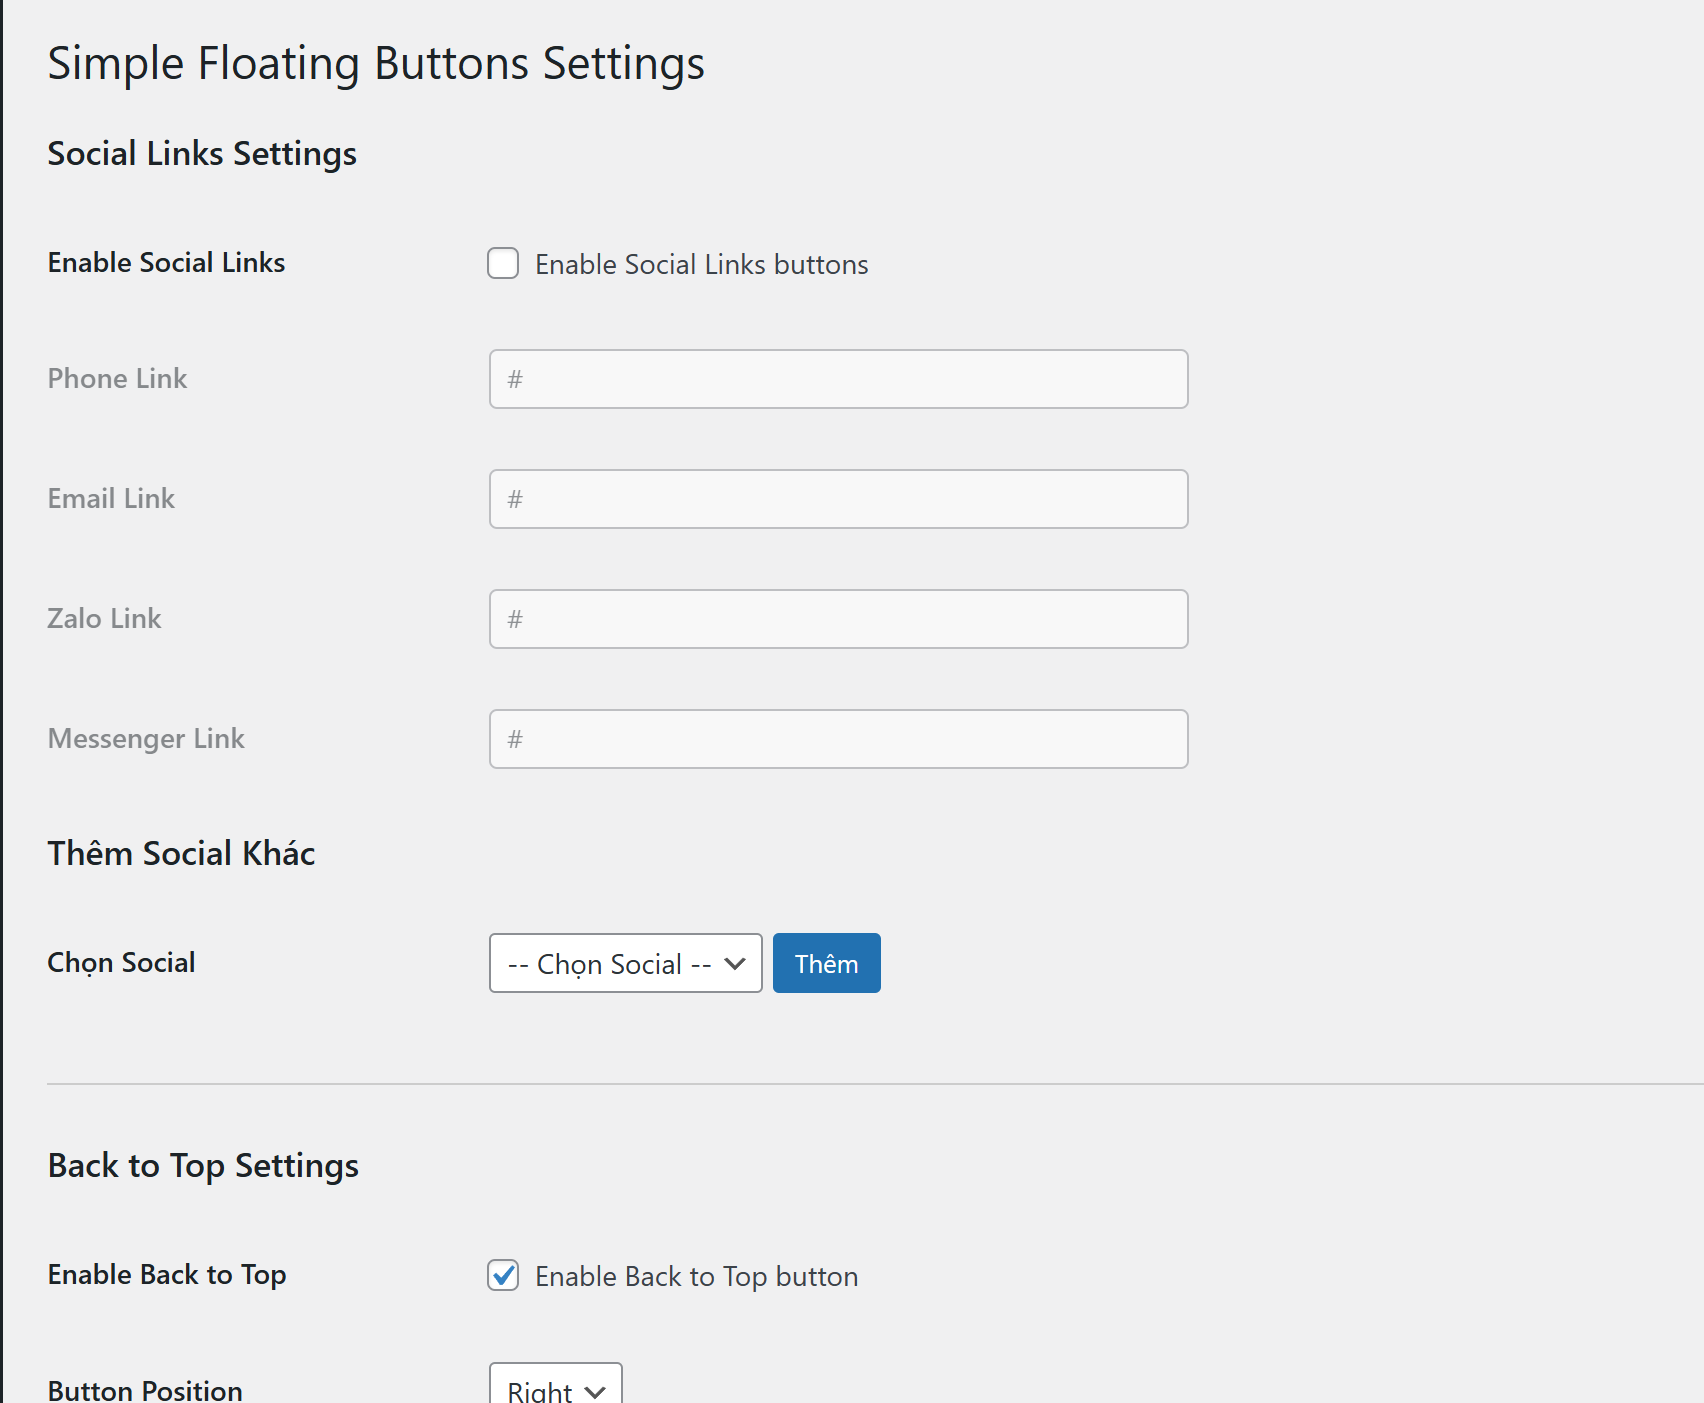 Simple Floating Buttons Settings
Social Links Settings
Enable Social Links
Enable Social Links buttons
Phone Link
#
Email Link
#
Zalo Link
#
Messenger Link
#
Thêm Social Khác
Chọn Social
-- Chọn Social --
Thêm
Back to Top Settings
Enable Back to Top
Enable Back to Top button
Button Position
Right